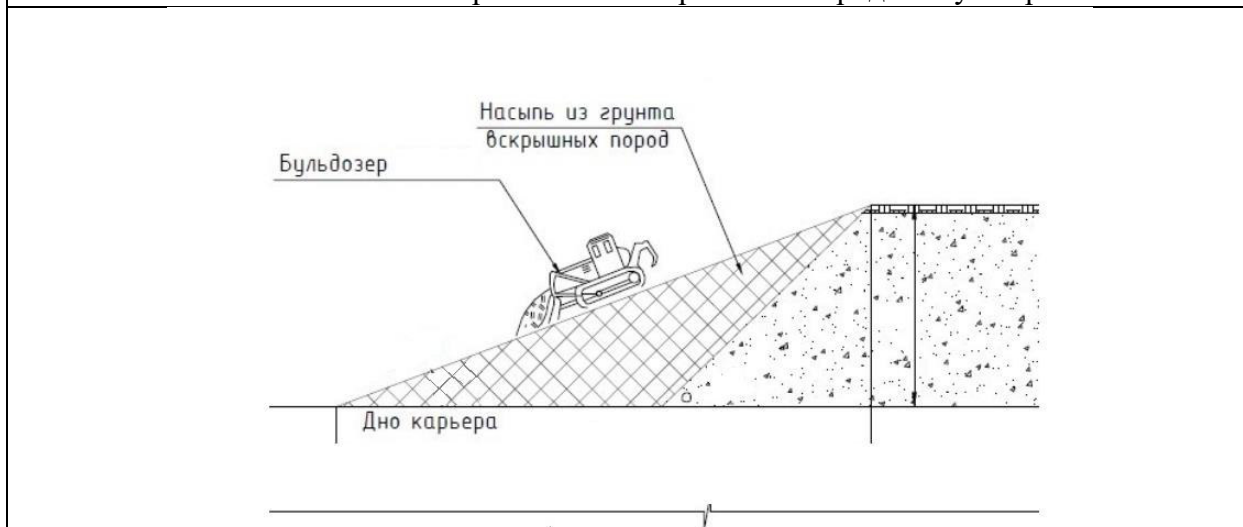 Насыпь из грунта
вскрышных пород
Бульдозер
Дно карьера